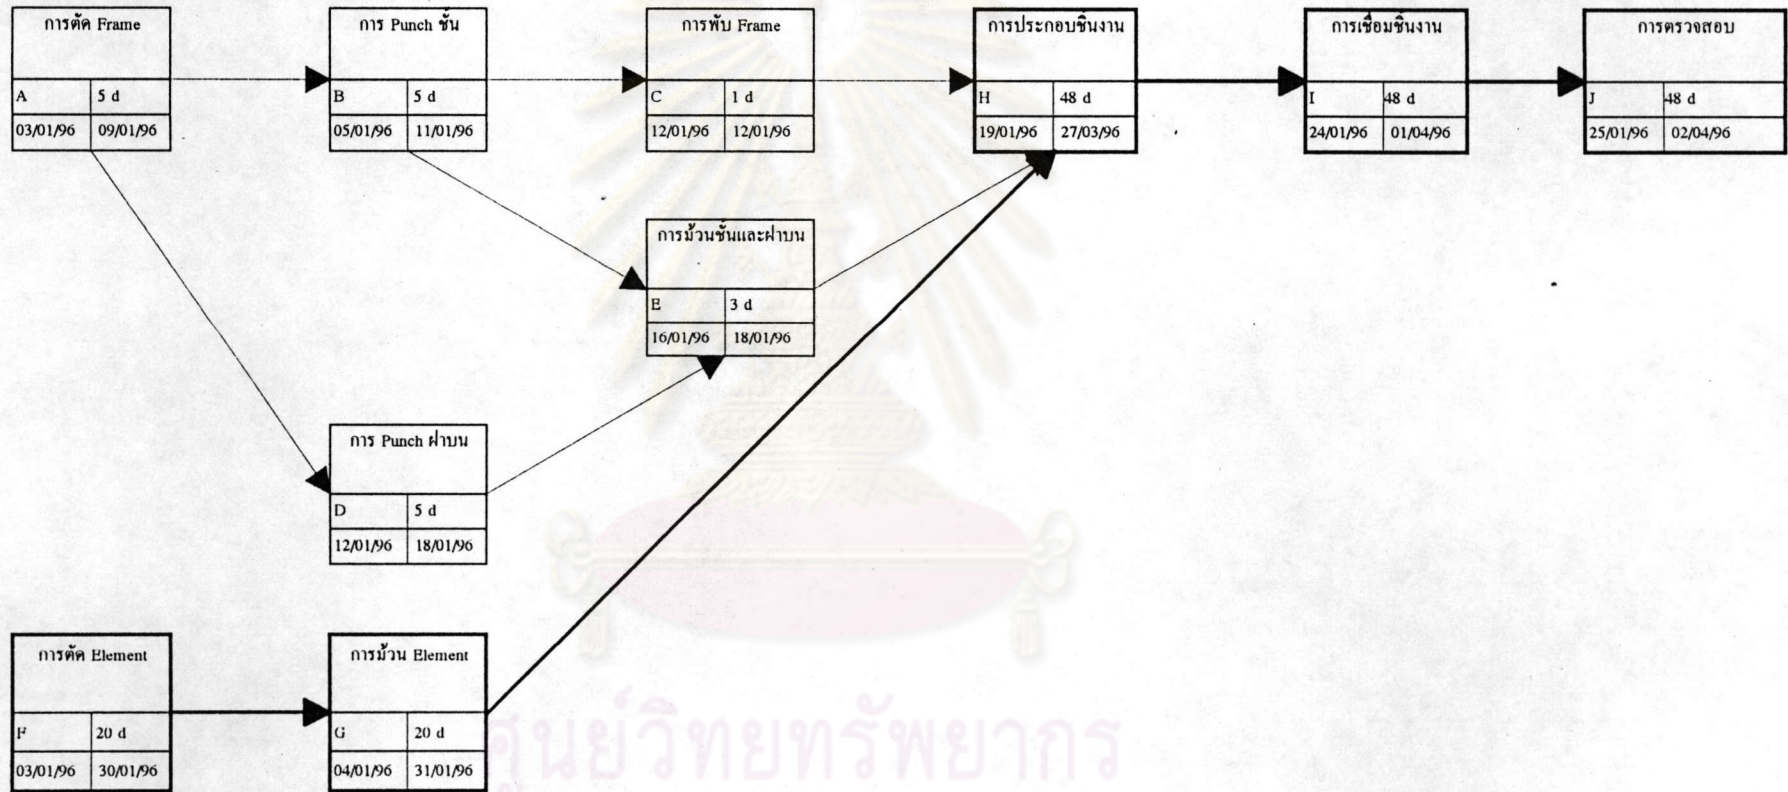 การตัด Frame
A 5 d
03/01/96 09/01/96
การ Punch ชั้น
B 5 d
05/01/96 11/01/96
การพับ Frame
C 1 d
12/01/96 12/01/96
การประกอบชิ้นงาน
H 48 d
19/01/96 27/03/96
การเชื่อมชิ้นงาน
I 48 d
24/01/96 01/04/96
การตรวจสอบ
J 48 d
25/01/96 02/04/96
การม้วนชั้นและฝาบน
E 3 d
16/01/96 18/01/96
การ Punch ฝาบน
D 5 d
12/01/96 18/01/96
การตัด Element
F 20 d
03/01/96 30/01/96
การม้วน Element
G 20 d
04/01/96 31/01/96
ศูนย์วิทยทรัพยากร